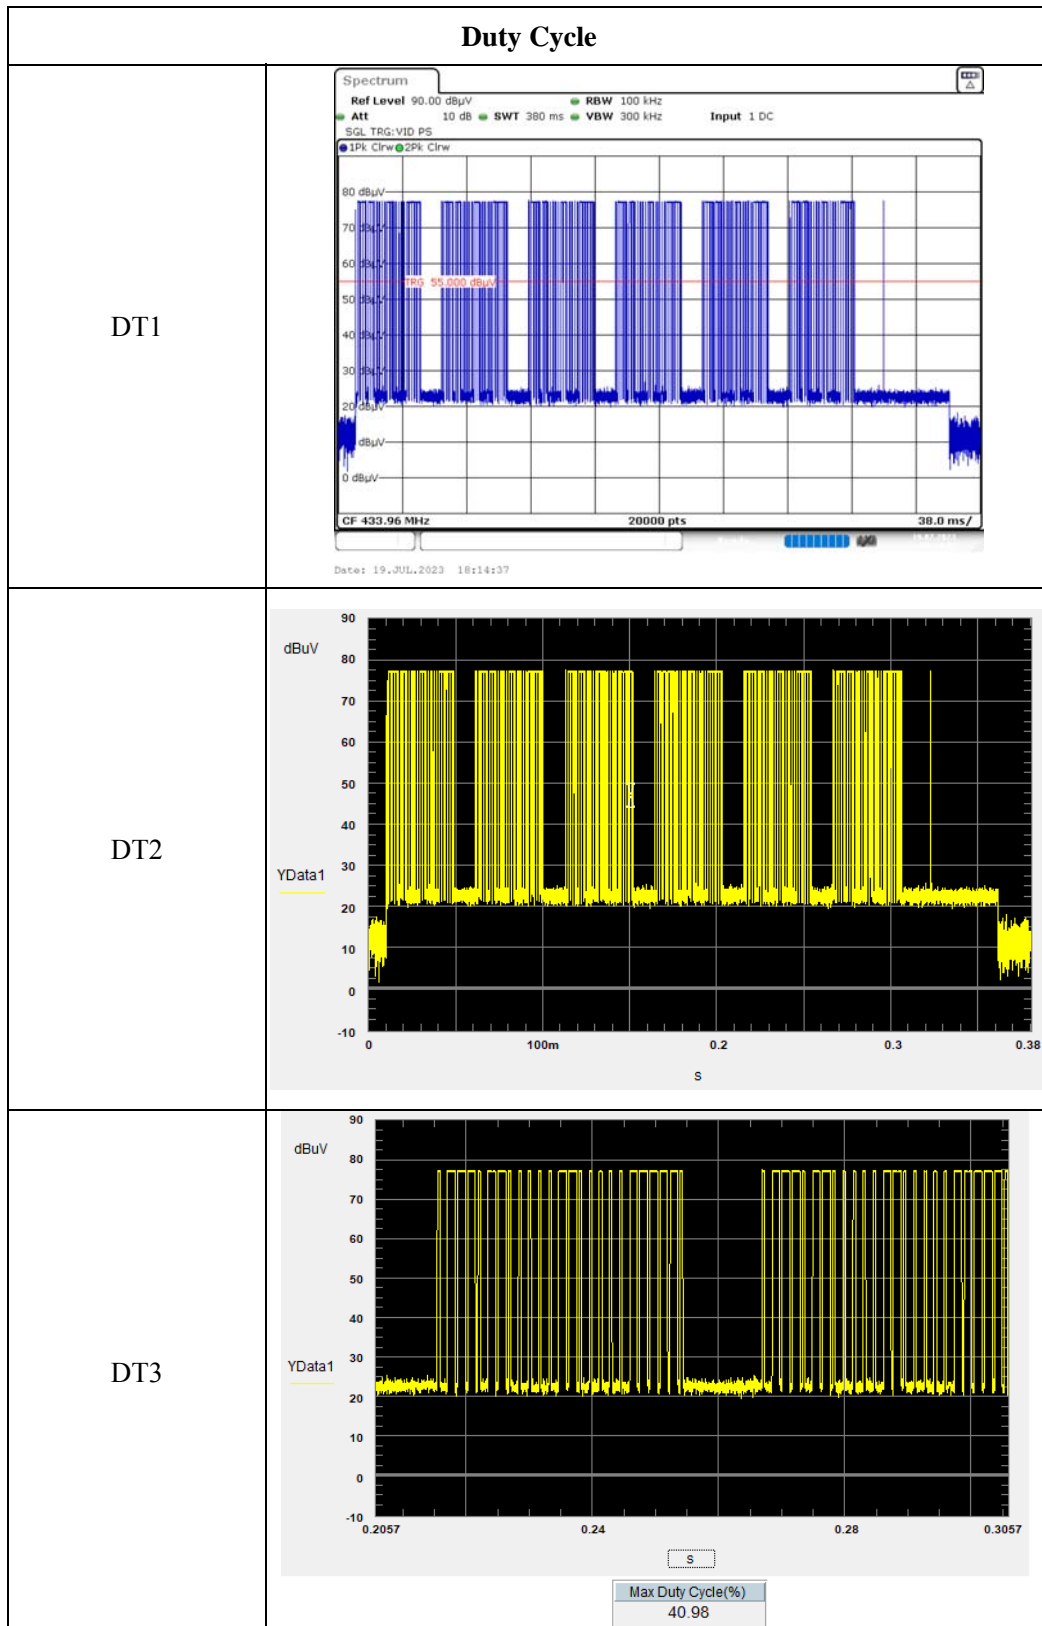 Duty Cycle
DT1
Spectrum
Ref Level 90.00 dBµV RBW 100 kHz
Att 10 dB SWT 380 ms VBW 300 kHz Input 1 DC
SGL TRG:VID PS
1Pk Clrw 2Pk Clrw
80 dBµV
70 dBµV
60 dBµV
TRG 55.000 dBµV
50 dBµV
40 dBµV
30 dBµV
20 dBµV
dBµV
0 dBµV
CF 433.96 MHz 20000 pts 38.0 ms/
Date: 19.JUL.2023 18:14:37
DT2
dBuV
YData1
90
80
70
60
50
40
30
20
10
0
-10
0 100m 0.2 0.3 0.38
s
DT3
dBuV
YData1
90
80
70
60
50
40
30
20
10
0
-10
0.2057 0.24 0.28 0.3057
s
Max Duty Cycle(%)
40.98